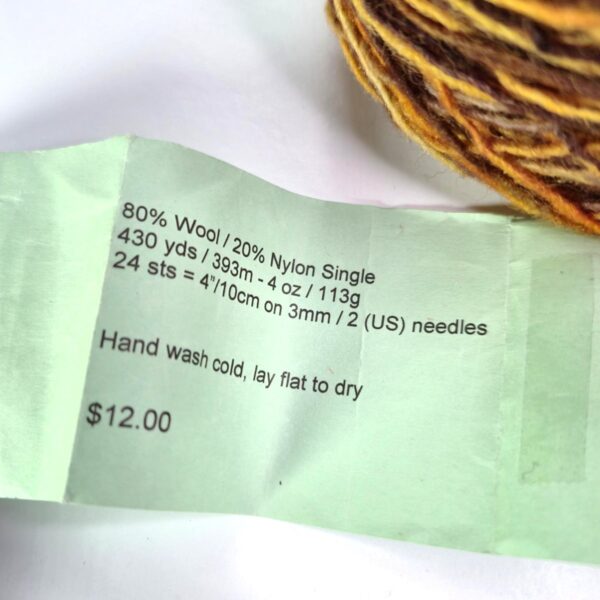 80% Wool / 20% Nylon Single
430 yds / 393m - 4 oz / 113g
24 sts = 4"/10cm on 3mm / 2 (US) needles
Hand wash cold, lay flat to dry
$12.00